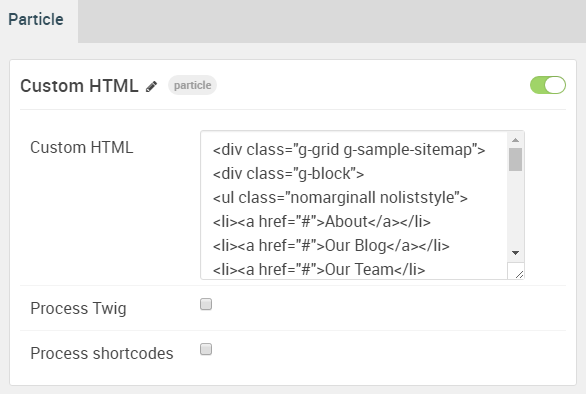 Particle
Custom HTML particle
Custom HTML
<div class="g-grid g-sample-sitemap">
<div class="g-block">
<ul class="nomarginall noliststyle">
<li><a href="#">About</a></li>
<li><a href="#">Our Blog</a></li>
<li><a href="#">Our Team</li>
Process Twig
Process shortcodes